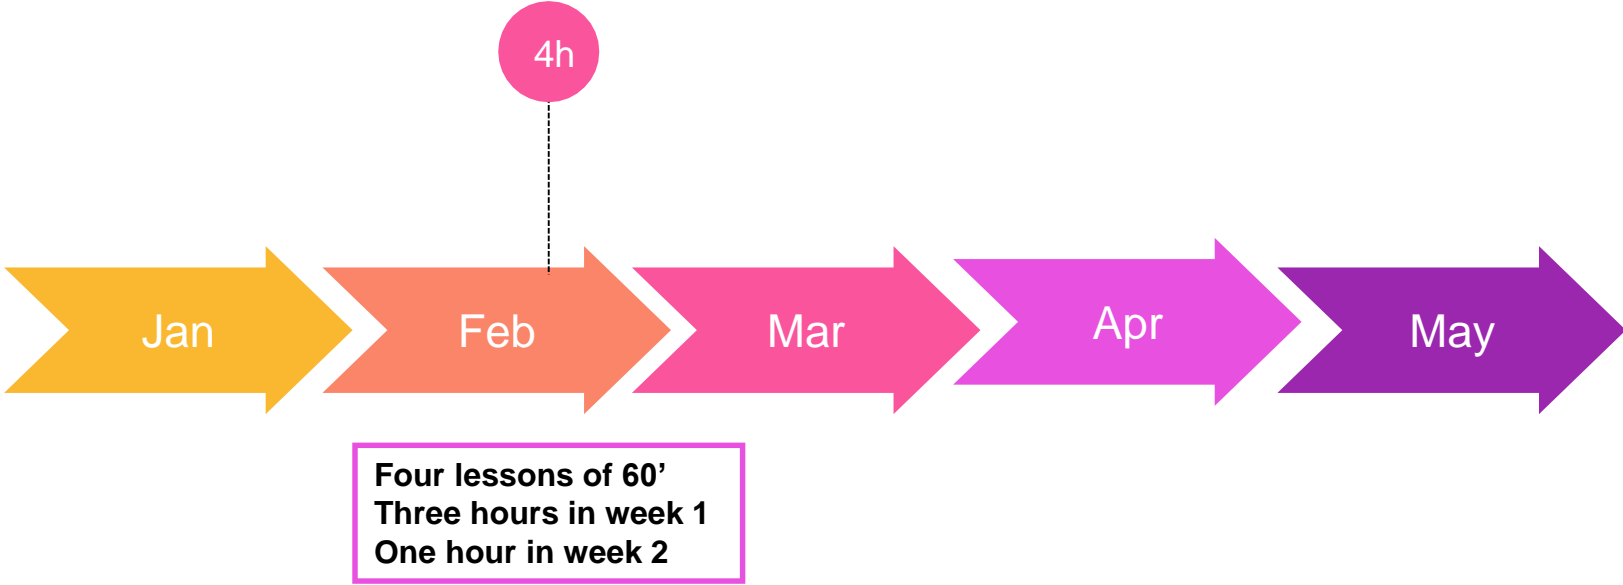 4h
Jan
Feb
Mar
Apr
May
Four lessons of 60’
Three hours in week 1
One hour in week 2